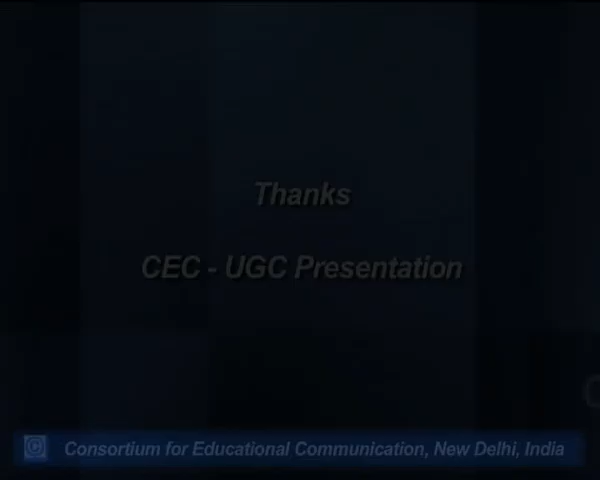 Thanks
CEC - UGC Presentation
© Consortium for Educational Communication, New Delhi, India